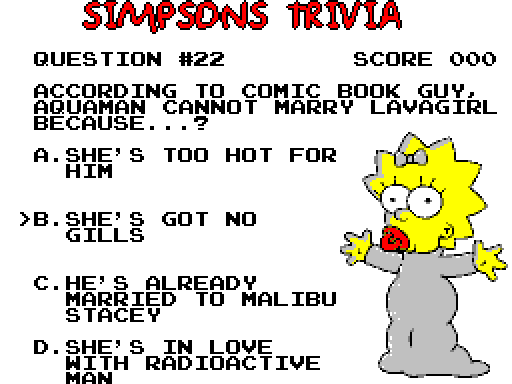 SIMPSONS TRIVIA
QUESTION #22 SCORE 000
ACCORDING TO COMIC BOOK GUY,
AQUAMAN CANNOT MARRY LAVAGIRL
BECAUSE...?
A.SHE'S TOO HOT FOR
HIM
>B.SHE'S GOT NO
GILLS
C.HE'S ALREADY
MARRIED TO MALIBU
STACEY
D.SHE'S IN LOVE
WITH RADIOACTIVE
MAN